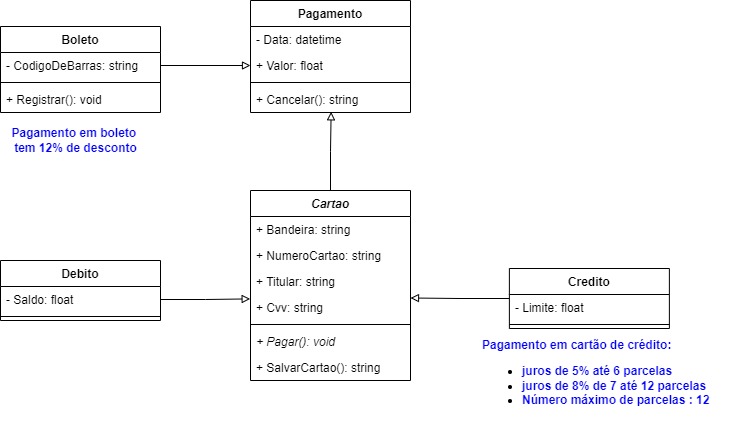 Pagamento
- Data: datetime
+ Valor: float
+ Cancelar(): string
Boleto
- CodigoDeBarras: string
+ Registrar(): void
Pagamento em boleto
tem 12% de desconto
Cartao
+ Bandeira: string
+ NumeroCartao: string
+ Titular: string
+ Cvv: string
+ Pagar(): void
+ SalvarCartao(): string
Debito
- Saldo: float
Credito
- Limite: float
Pagamento em cartão de crédito:
• juros de 5% até 6 parcelas
• juros de 8% de 7 até 12 parcelas
• Número máximo de parcelas : 12